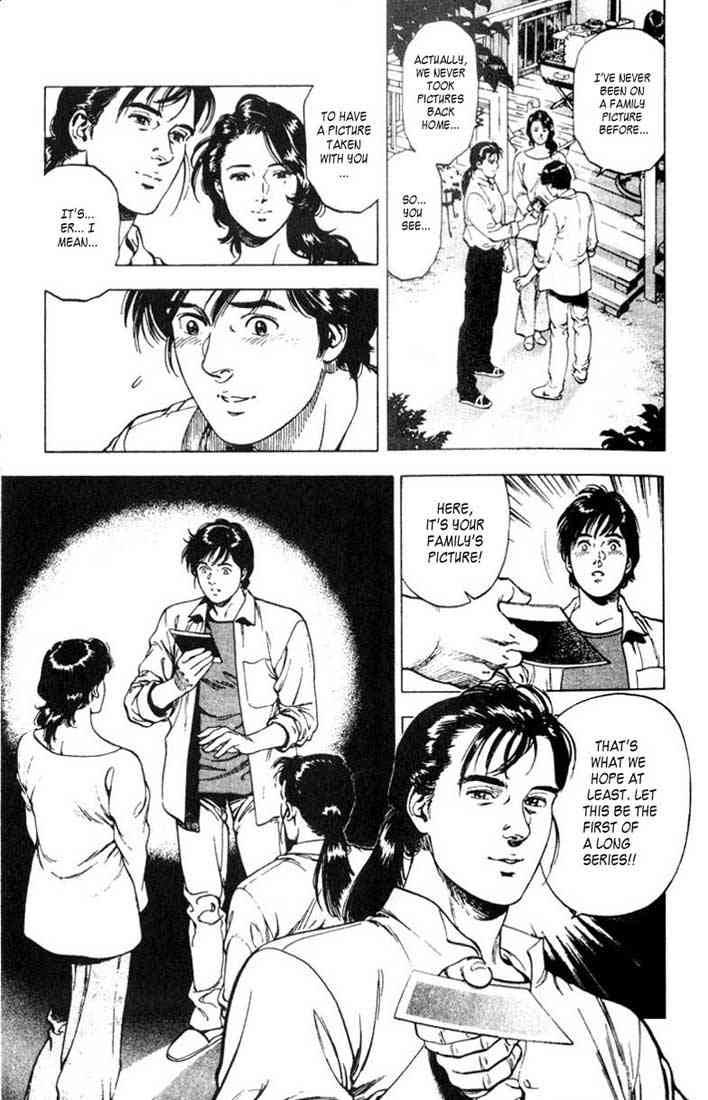 I'VE NEVER
BEEN ON
A FAMILY
PICTURE
BEFORE...
ACTUALLY,
WE NEVER
TOOK
PICTURES
BACK
HOME...
SO...
YOU
SEE...
TO HAVE
A PICTURE
TAKEN
WITH YOU
...
IT'S...
ER... I
MEAN...
HERE,
IT'S YOUR
FAMILY'S
PICTURE!
THAT'S
WHAT WE
HOPE AT
LEAST. LET
THIS BE THE
FIRST OF
A LONG
SERIES!!